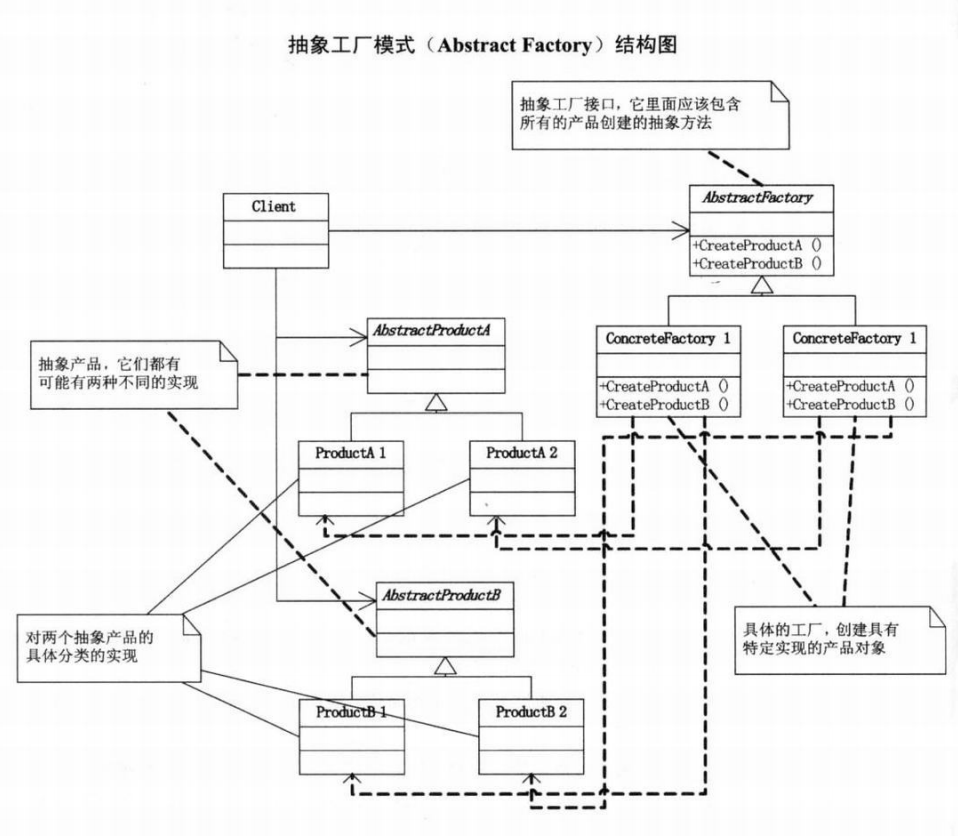 抽象工厂模式（Abstract Factory）结构图
抽象工厂接口，它里面应该包含
所有的产品创建的抽象方法
Client
AbstractFactory
+CreateProductA ()
+CreateProductB ()
AbstractProductA
ConcreteFactory 1
+CreateProductA ()
+CreateProductB ()
ConcreteFactory 1
+CreateProductA ()
+CreateProductB ()
抽象产品，它们都有
可能有两种不同的实现
ProductA 1
ProductA 2
AbstractProductB
对两个抽象产品的
具体分类的实现
具体的工厂，创建具有
特定实现的产品对象
ProductB 1
ProductB 2